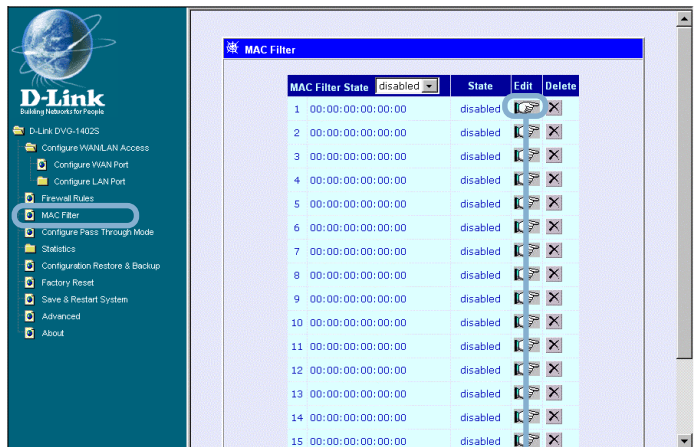 D-Link
Building Networks for People
D-Link DVG-1402S
Configure WAN/LAN Access
Configure WAN Port
Configure LAN Port
Firewall Rules
MAC Filter
Configure Pass Through Mode
Statistics
Configuration Restore & Backup
Factory Reset
Save & Restart System
Advanced
About
MAC Filter
MAC Filter State disabled State Edit Delete
1 00:00:00:00:00:00 disabled
2 00:00:00:00:00:00 disabled
3 00:00:00:00:00:00 disabled
4 00:00:00:00:00:00 disabled
5 00:00:00:00:00:00 disabled
6 00:00:00:00:00:00 disabled
7 00:00:00:00:00:00 disabled
8 00:00:00:00:00:00 disabled
9 00:00:00:00:00:00 disabled
10 00:00:00:00:00:00 disabled
11 00:00:00:00:00:00 disabled
12 00:00:00:00:00:00 disabled
13 00:00:00:00:00:00 disabled
14 00:00:00:00:00:00 disabled
15 00:00:00:00:00:00 disabled